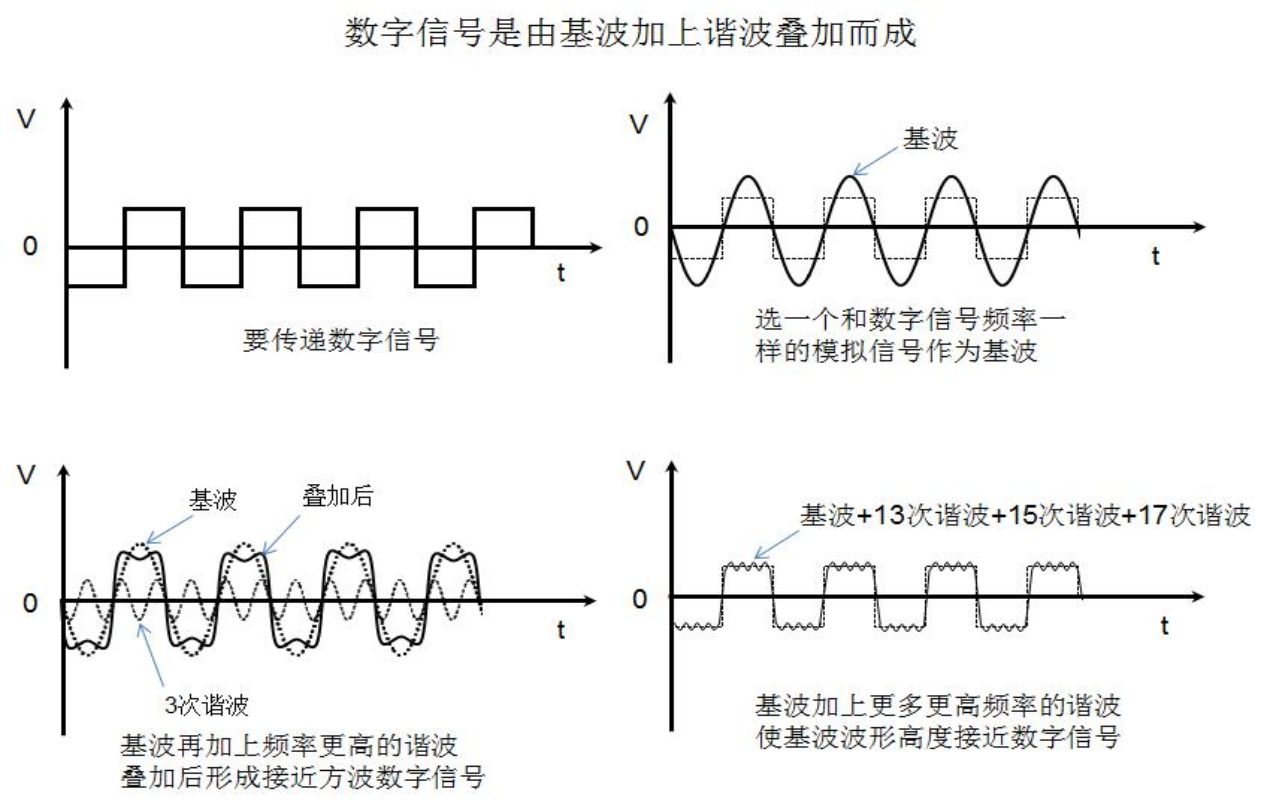 数字信号是由基波加上谐波叠加而成
V
0
t
要传递数字信号
V
基波
0
t
选一个和数字信号频率一
样的模拟信号作为基波
V
基波
叠加后
0
t
3次谐波
基波再加上频率更高的谐波
叠加后形成接近方波数字信号
V
基波+13次谐波+15次谐波+17次谐波
0
t
基波加上更多更高频率的谐波
使基波波形高度接近数字信号